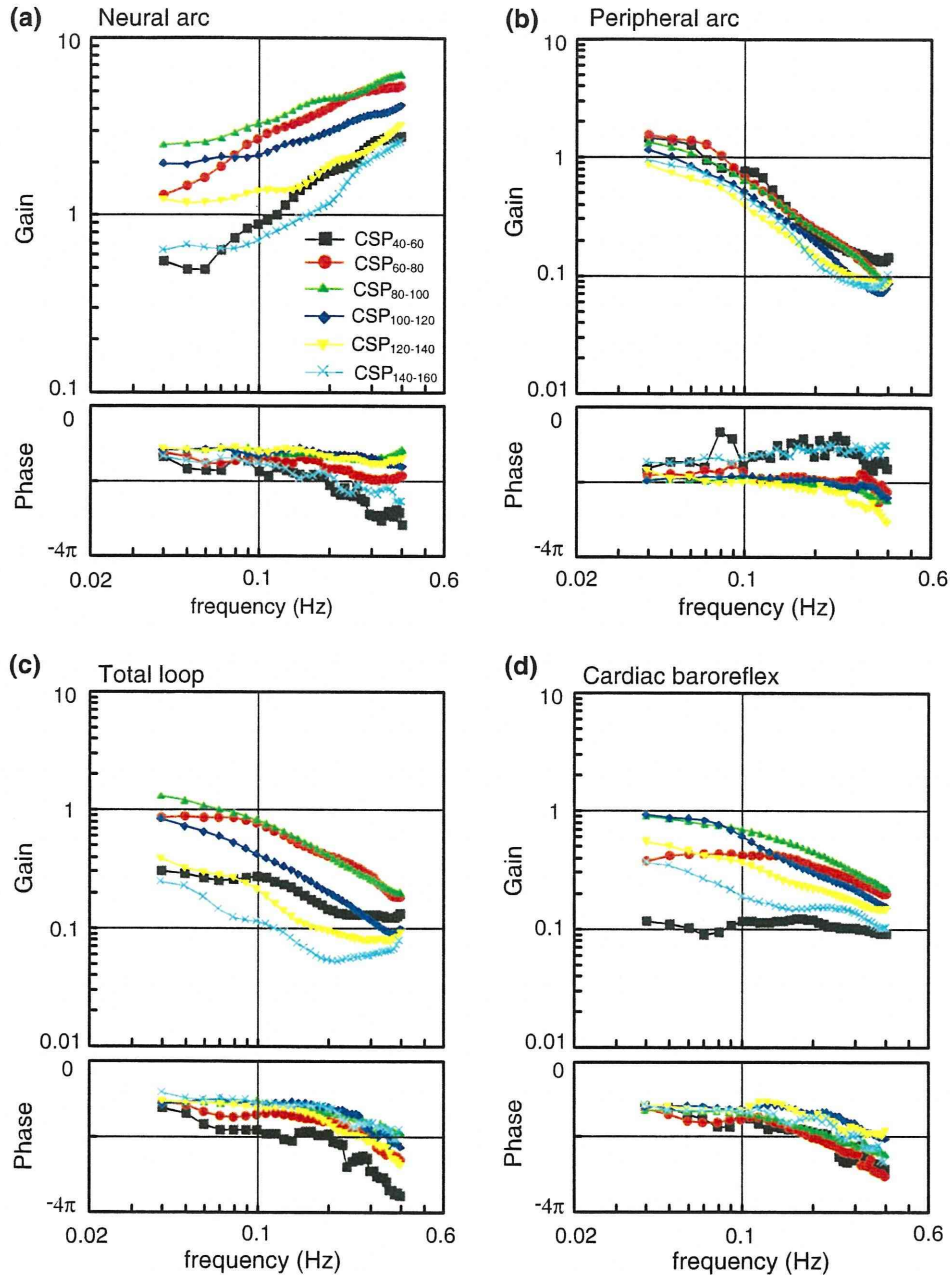 (a) Neural arc
10
Gain
1
0.1
CSP40-60
CSP60-80
CSP80-100
CSP100-120
CSP120-140
CSP140-160
0
Phase
-4π
0.02 0.1 0.6
frequency (Hz)
(b) Peripheral arc
10
Gain
1
0.1
0.01
0
Phase
-4π
0.02 0.1 0.6
frequency (Hz)
(c) Total loop
10
Gain
1
0.1
0.01
0
Phase
-4π
0.02 0.1 0.6
frequency (Hz)
(d) Cardiac baroreflex
10
Gain
1
0.1
0.01
0
Phase
-4π
0.02 0.1 0.6
frequency (Hz)